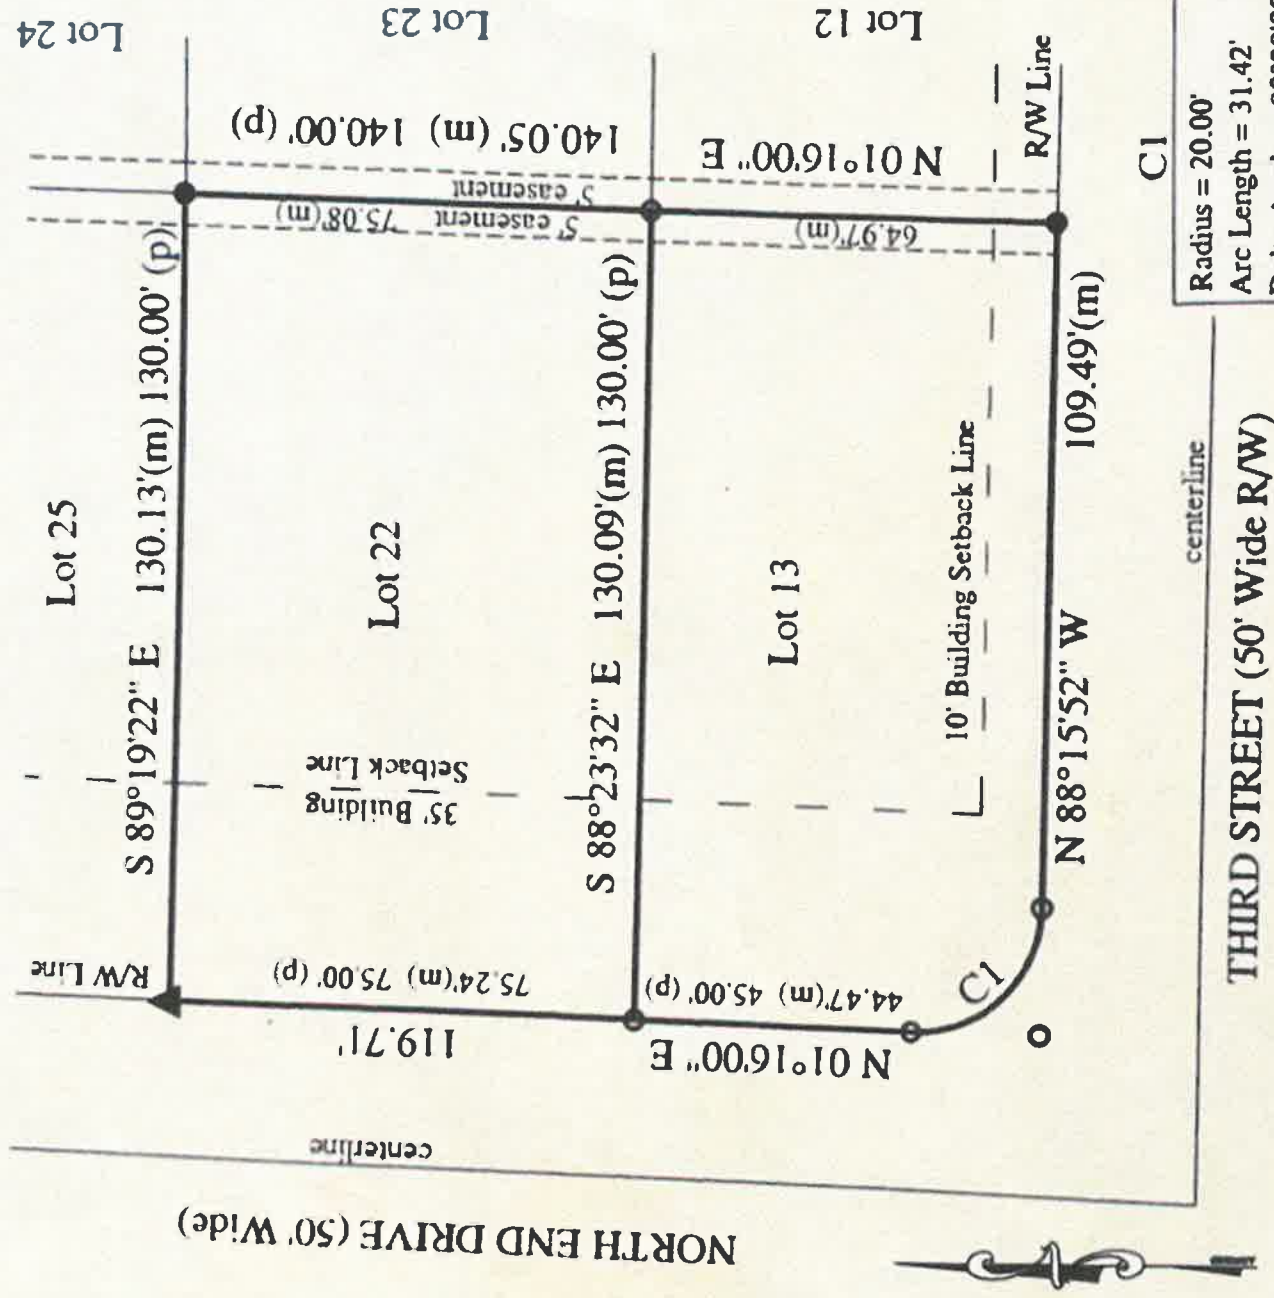 Lot 24
Lot 23
Lot 12
R/W Line
140.05' (m) 140.00' (p)
N 01°16'00" E
5' easement
5' easement 75.08'(m)
64.97'(m)
Lot 25
S 89°19'22" E 130.13'(m) 130.00' (p)
Lot 22
S 88°23'32" E 130.09'(m) 130.00' (p)
Lot 13
35' Building
Setback Line
10' Building Setback Line
R/W Line
75.24'(m) 75.00' (p)
44.47'(m) 45.00' (p)
119.71'
N 01°16'00" E
C1
N 88°15'52" W 109.49'(m)
C1
Radius = 20.00'
Arc Length = 31.42'
centerline
THIRD STREET (50' Wide R/W)
centerline
NORTH END DRIVE (50' Wide)